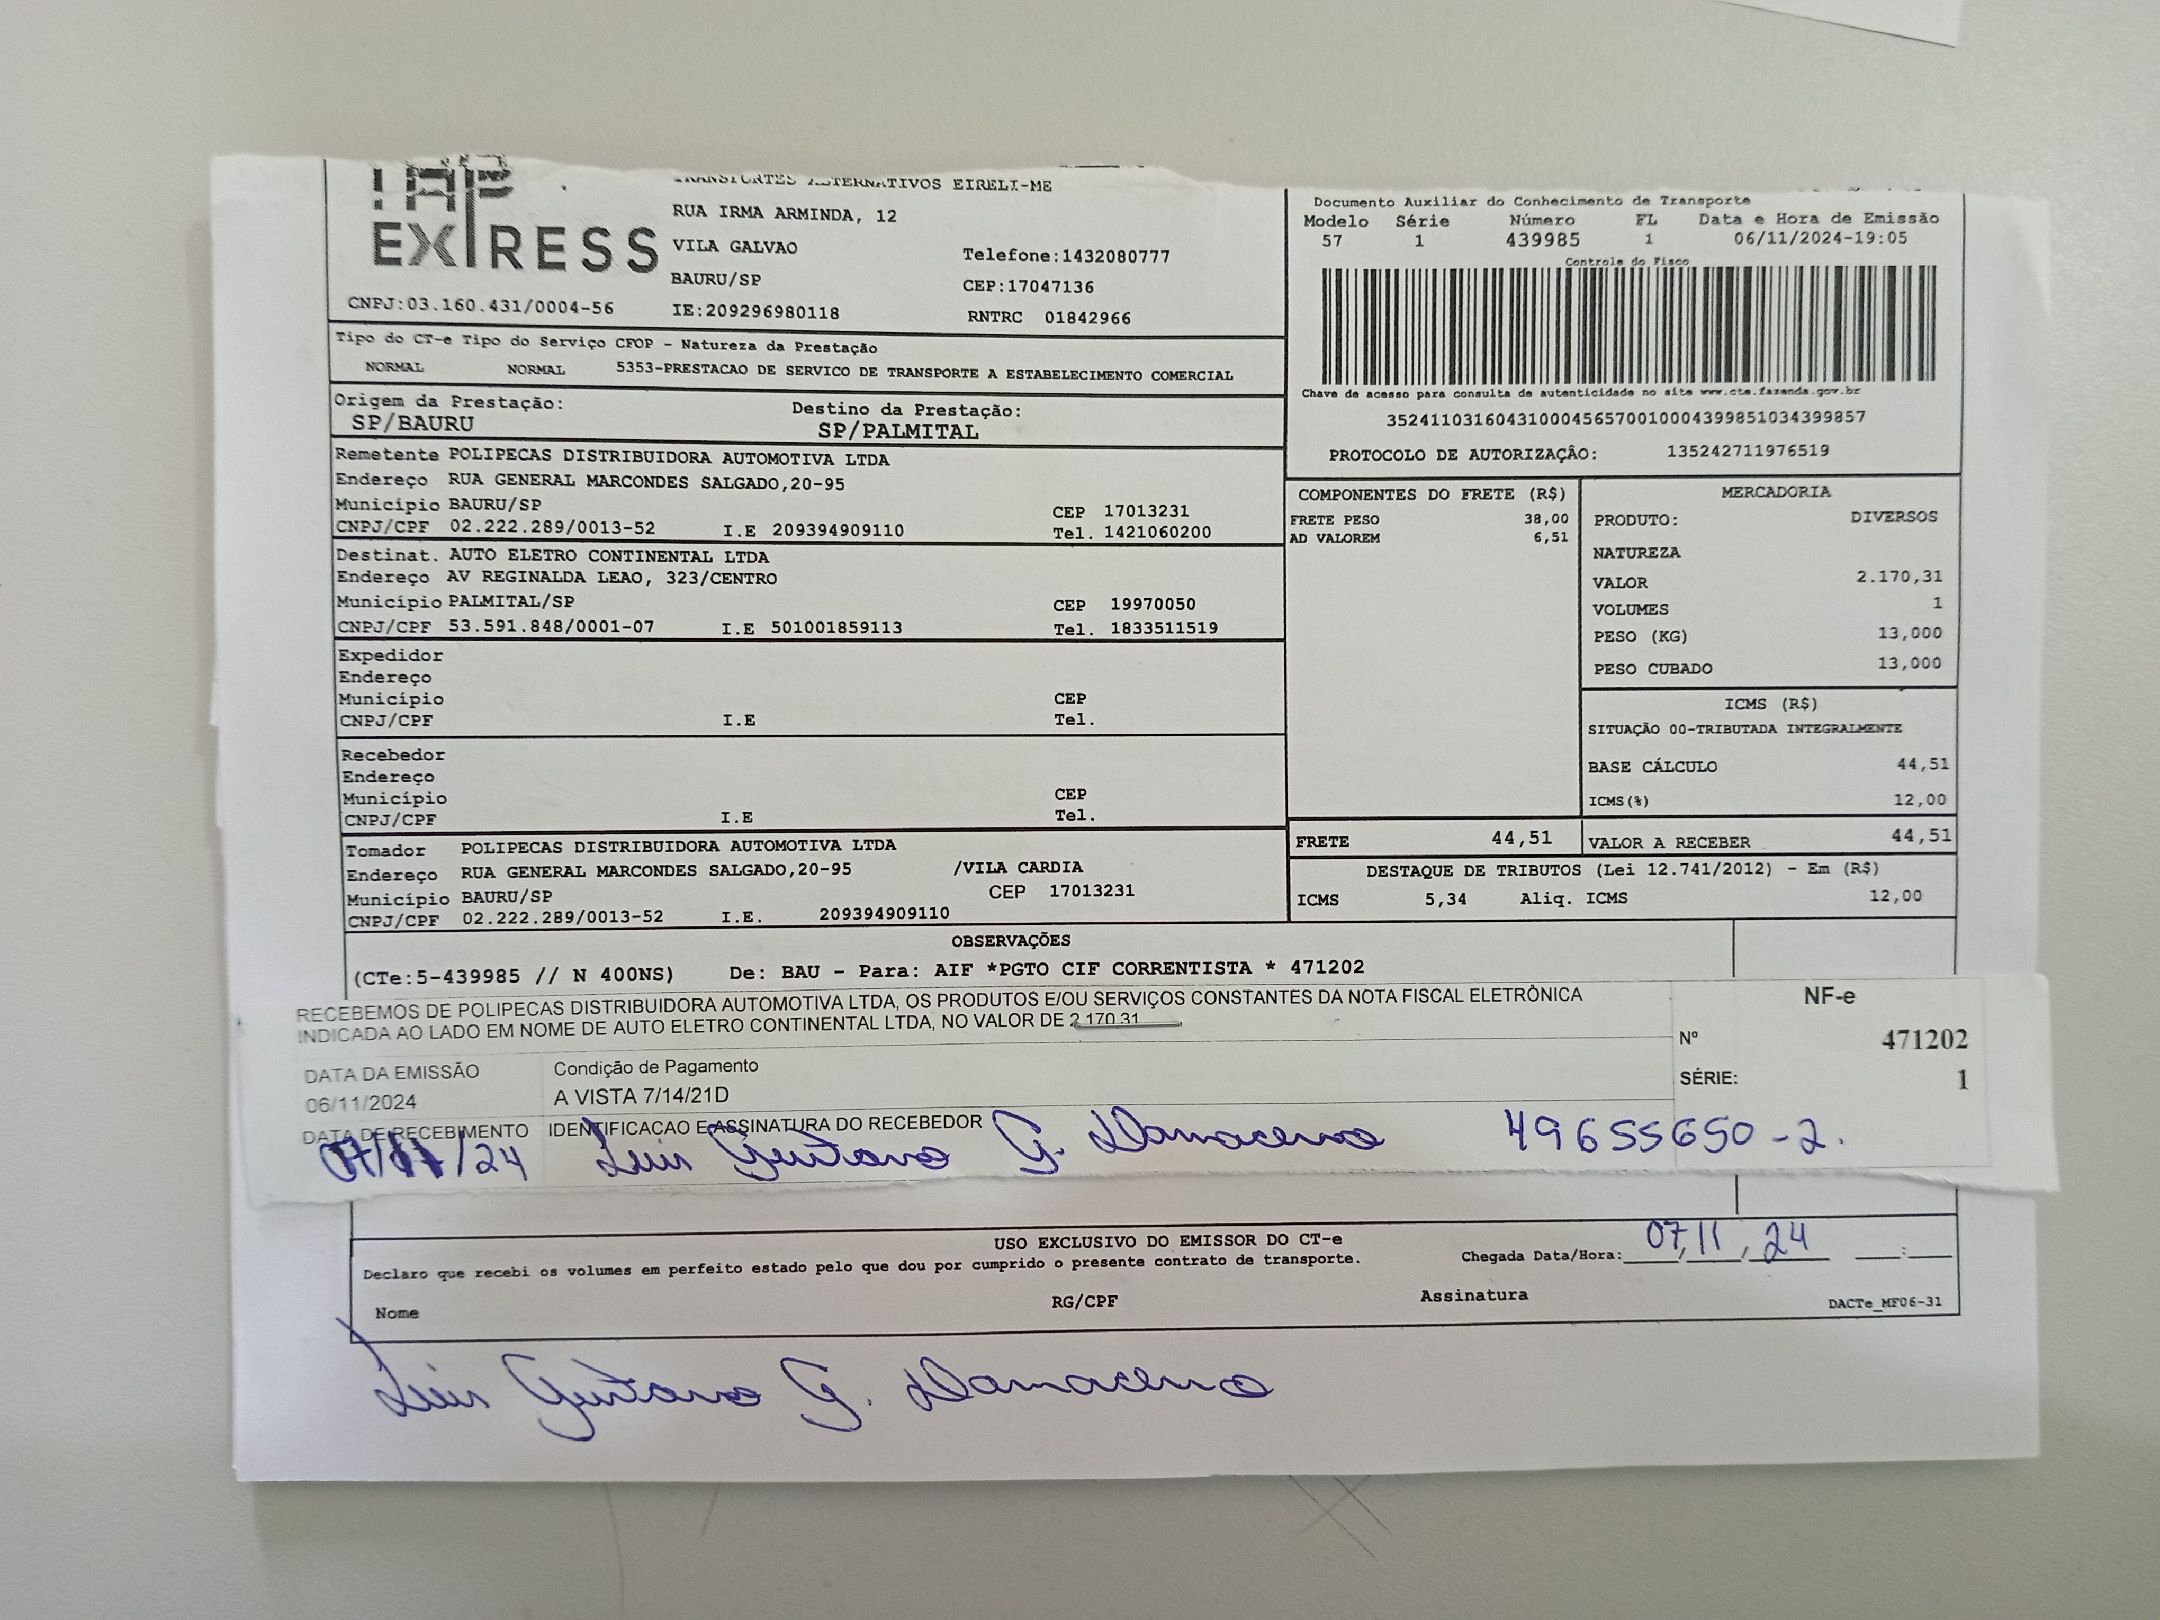 TAP
EXPRESS
TRANSPORTES ALTERNATIVOS EIRELI-ME
RUA IRMA ARMINDA, 12
VILA GALVAO
BAURU/SP
Telefone:1432080777
CEP:17047136
CNPJ:03.160.431/0004-56
IE:209296980118
RNTRC 01842966
Documento Auxiliar do Conhecimento de Transporte
Modelo Série Número FL Data e Hora de Emissão
57 1 439985 1 06/11/2024-19:05
Controle do Fisco
Chave de acesso para consulta de autenticidade no site www.cte.fazenda.gov.br
35241103160431000456570010004399851034399857
PROTOCOLO DE AUTORIZAÇÃO: 135242711976519
Tipo do CT-e Tipo do Serviço CFOP - Natureza da Prestação
NORMAL NORMAL 5353-PRESTACAO DE SERVICO DE TRANSPORTE A ESTABELECIMENTO COMERCIAL
Origem da Prestação: Destino da Prestação:
SP/BAURU SP/PALMITAL
Remetente POLIPECAS DISTRIBUIDORA AUTOMOTIVA LTDA
Endereço RUA GENERAL MARCONDES SALGADO,20-95
Município BAURU/SP CEP 17013231
CNPJ/CPF 02.222.289/0013-52 I.E 209394909110 Tel. 1421060200
Destinat. AUTO ELETRO CONTINENTAL LTDA
Endereço AV REGINALDA LEAO, 323/CENTRO
Município PALMITAL/SP CEP 19970050
CNPJ/CPF 53.591.848/0001-07 I.E 501001859113 Tel. 1833511519
Expedidor
Endereço
Município CEP
CNPJ/CPF I.E Tel.
Recebedor
Endereço
Município CEP
CNPJ/CPF I.E Tel.
Tomador POLIPECAS DISTRIBUIDORA AUTOMOTIVA LTDA
Endereço RUA GENERAL MARCONDES SALGADO,20-95 /VILA CARDIA
Município BAURU/SP CEP 17013231
CNPJ/CPF 02.222.289/0013-52 I.E. 209394909110
COMPONENTES DO FRETE (R$)
FRETE PESO 38,00
AD VALOREM 6,51
MERCADORIA
PRODUTO: DIVERSOS
NATUREZA
VALOR 2.170,31
VOLUMES 1
PESO (KG) 13,000
PESO CUBADO 13,000
ICMS (R$)
SITUAÇÃO 00-TRIBUTADA INTEGRALMENTE
BASE CÁLCULO 44,51
ICMS(%) 12,00
FRETE 44,51 VALOR A RECEBER 44,51
DESTAQUE DE TRIBUTOS (Lei 12.741/2012) - Em (R$)
ICMS 5,34 Aliq. ICMS 12,00
OBSERVAÇÕES
(CTe:5-439985 // N 400NS) De: BAU - Para: AIF *PGTO CIF CORRENTISTA * 471202
RECEBEMOS DE POLIPECAS DISTRIBUIDORA AUTOMOTIVA LTDA, OS PRODUTOS E/OU SERVIÇOS CONSTANTES DA NOTA FISCAL ELETRÔNICA
INDICADA AO LADO EM NOME DE AUTO ELETRO CONTINENTAL LTDA, NO VALOR DE 2.170,31
NF-e
Nº 471202
SÉRIE: 1
DATA DA EMISSÃO Condição de Pagamento
06/11/2024 A VISTA 7/14/21D
DATA DE RECEBIMENTO IDENTIFICACAO E ASSINATURA DO RECEBEDOR
07/11/24 Luis Gustavo G. Damaceno 49655650-2.
USO EXCLUSIVO DO EMISSOR DO CT-e
Declaro que recebi os volumes em perfeito estado pelo que dou por cumprido o presente contrato de transporte.
Chegada Data/Hora: 07/11/24
Nome RG/CPF Assinatura DACTe_MF06-31
Luis Gustavo G. Damaceno